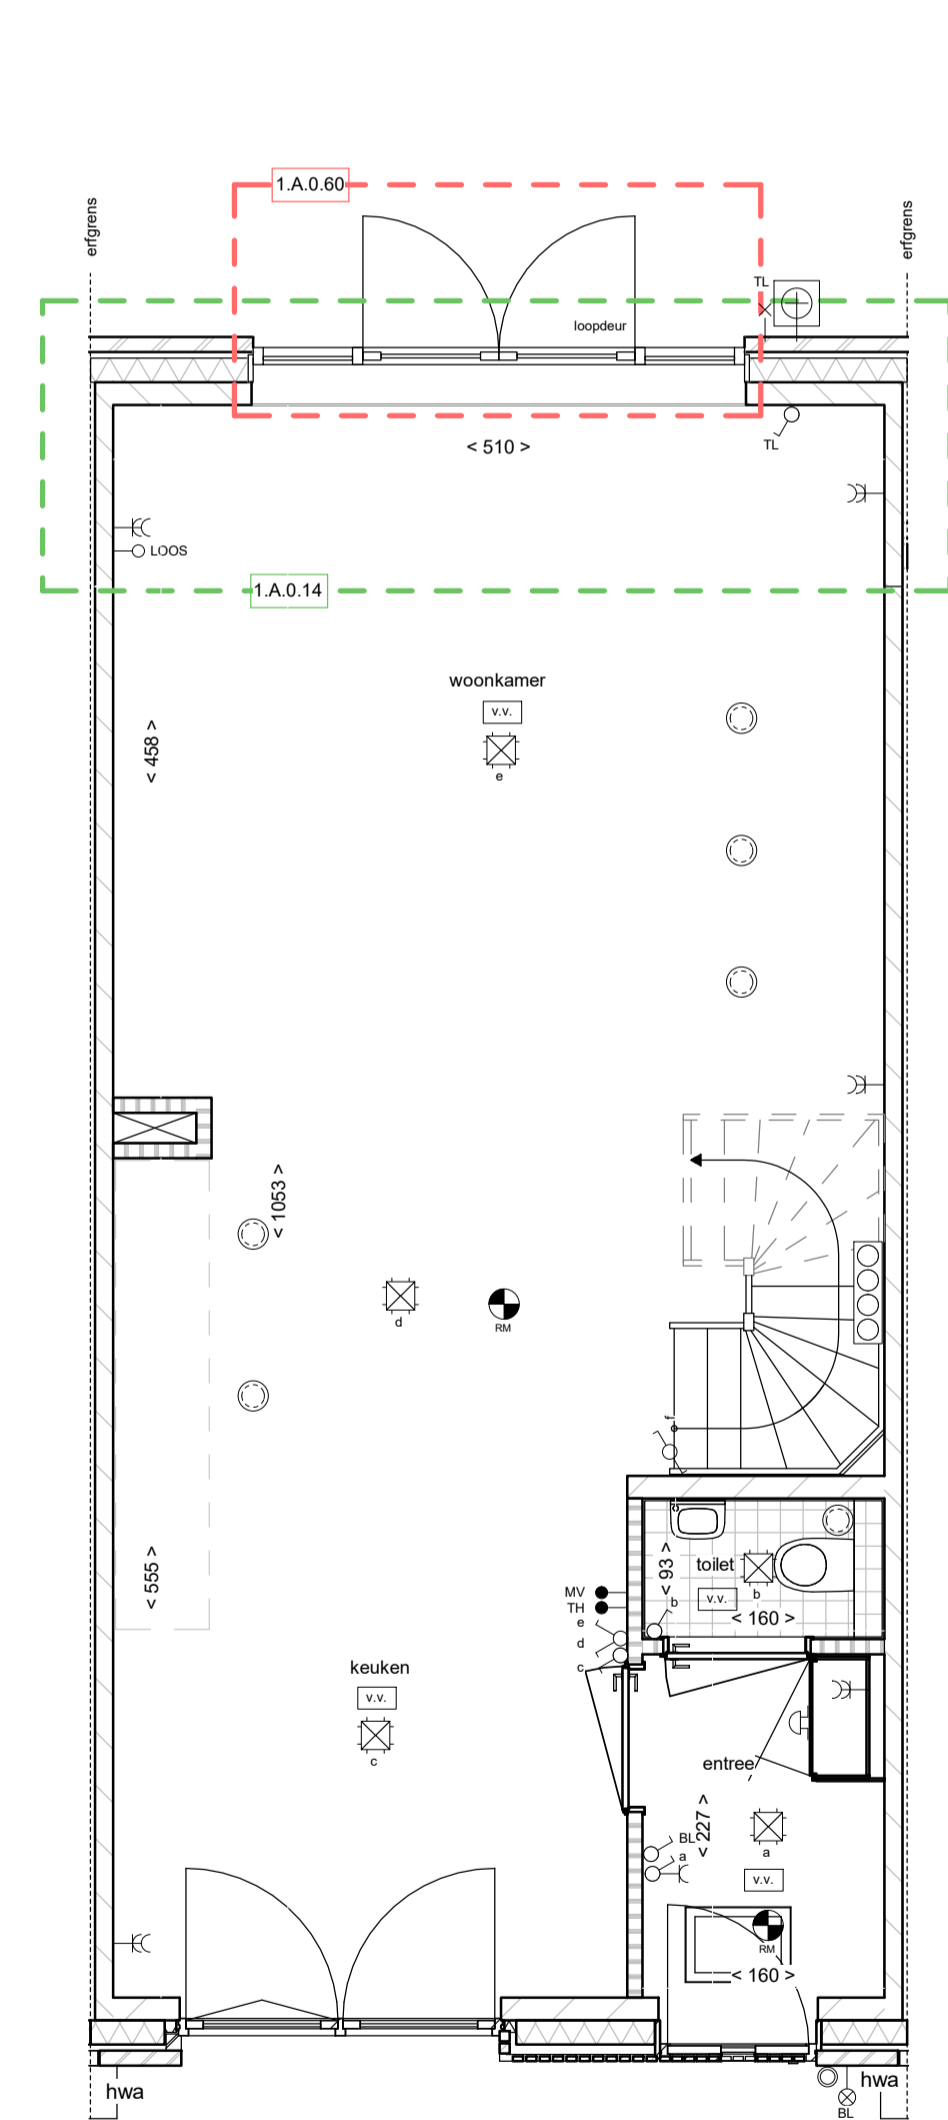 1.A.0.60
erfgrens
erfgrens
TL
loopdeur
< 510 >
TL
LOOS
1.A.0.14
woonkamer
v.v.
e
< 458 >
< 1053 >
d
RM
f
< 93 >
toilet
b
v.v.
b
< 160 >
MV
TH
e
d
c
< 555 >
keuken
v.v.
c
entree
< 227 >
BL
a
a
v.v.
RM
< 160 >
hwa
hwa
BL